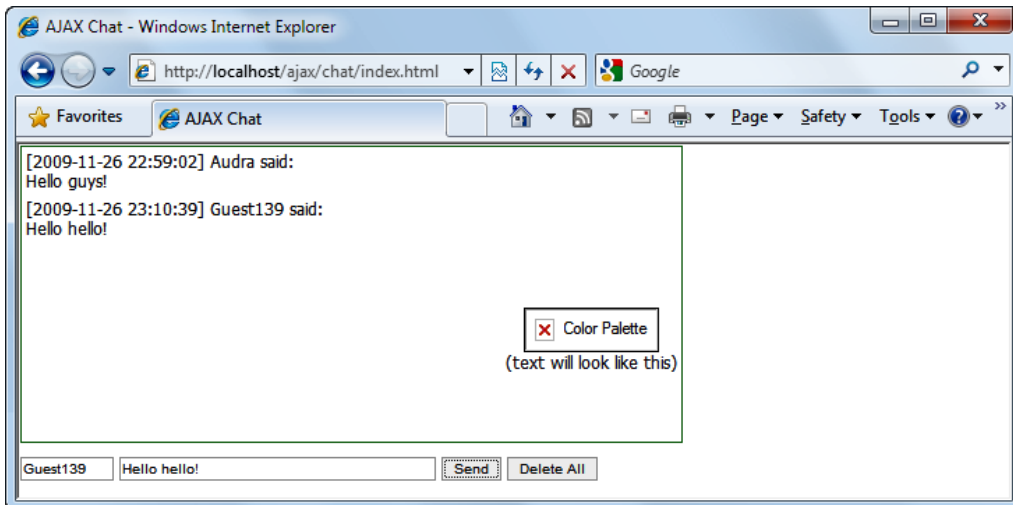 AJAX Chat - Windows Internet Explorer
http://localhost/ajax/chat/index.html
Google
Favorites
AJAX Chat
Page
Safety
Tools
[2009-11-26 22:59:02] Audra said:
Hello guys!
[2009-11-26 23:10:39] Guest139 said:
Hello hello!
Color Palette
(text will look like this)
Guest139
Hello hello!
Send
Delete All